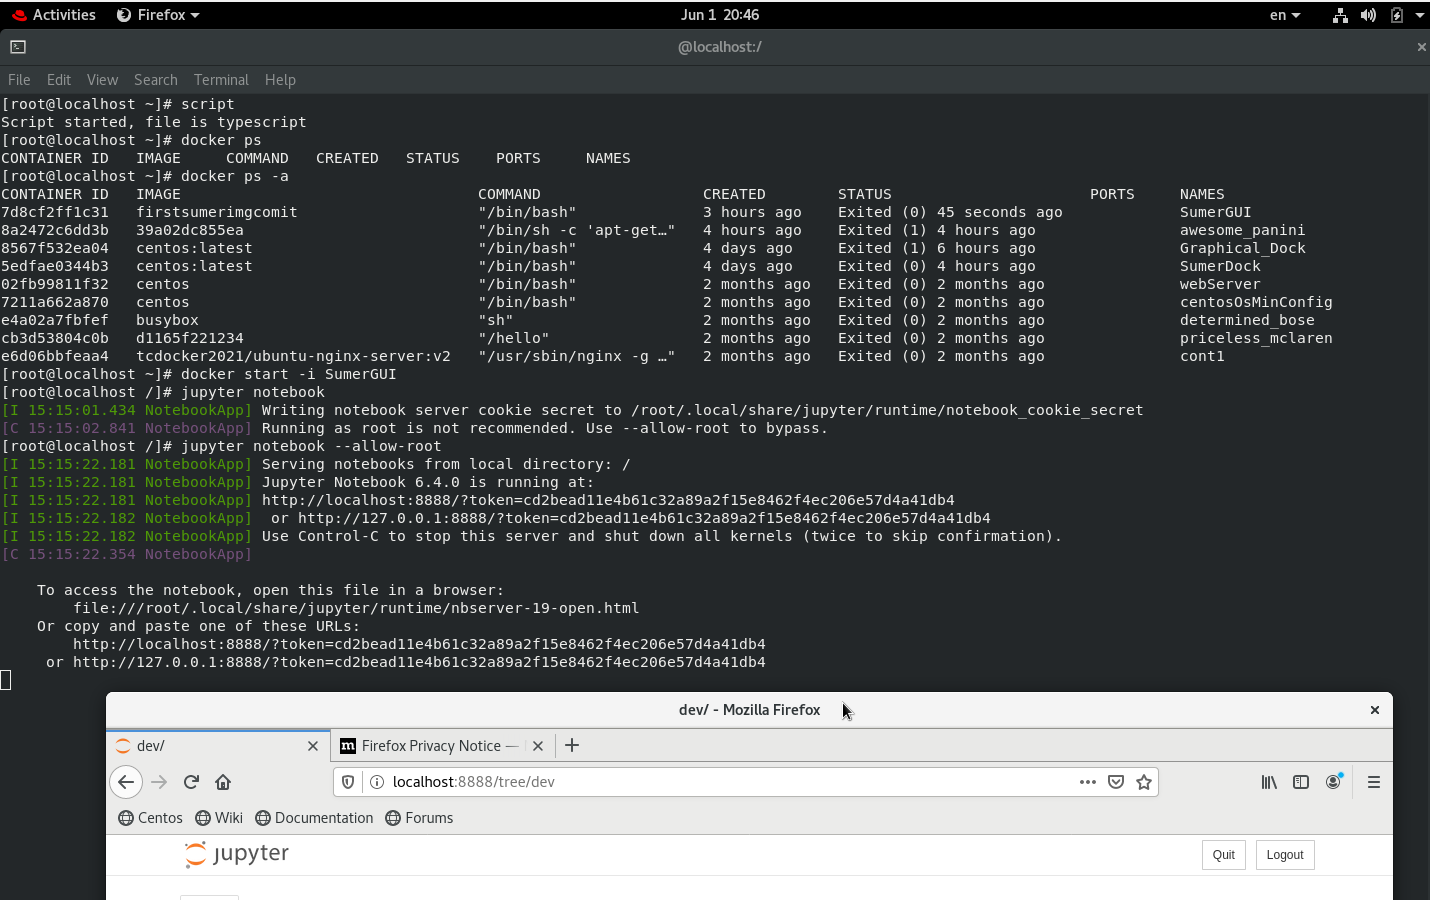 Activities Firefox Jun 1 20:46 en
@localhost:/
File Edit View Search Terminal Help
[root@localhost ~]# script
Script started, file is typescript
[root@localhost ~]# docker ps
CONTAINER ID IMAGE COMMAND CREATED STATUS PORTS NAMES
[root@localhost ~]# docker ps -a
CONTAINER ID IMAGE COMMAND CREATED STATUS PORTS NAMES
7d8cf2ff1c31 firstsumerimgcomit "/bin/bash" 3 hours ago Exited (0) 45 seconds ago SumerGUI
8a2472c6dd3b 39a02dc855ea "/bin/sh -c 'apt-get…" 4 hours ago Exited (1) 4 hours ago awesome_panini
8567f532ea04 centos:latest "/bin/bash" 4 days ago Exited (1) 6 hours ago Graphical_Dock
5edfae0344b3 centos:latest "/bin/bash" 4 days ago Exited (0) 4 hours ago SumerDock
02fb99811f32 centos "/bin/bash" 2 months ago Exited (0) 2 months ago webServer
7211a662a870 centos "/bin/bash" 2 months ago Exited (0) 2 months ago centosOsMinConfig
e4a02a7fbfef busybox "sh" 2 months ago Exited (0) 2 months ago determined_bose
cb3d53804c0b d1165f221234 "/hello" 2 months ago Exited (0) 2 months ago priceless_mclaren
e6d06bbfeaa4 tcdocker2021/ubuntu-nginx-server:v2 "/usr/sbin/nginx -g …" 2 months ago Exited (0) 2 months ago cont1
[root@localhost ~]# docker start -i SumerGUI
[root@localhost /]# jupyter notebook
[I 15:15:01.434 NotebookApp] Writing notebook server cookie secret to /root/.local/share/jupyter/runtime/notebook_cookie_secret
[C 15:15:02.841 NotebookApp] Running as root is not recommended. Use --allow-root to bypass.
[root@localhost /]# jupyter notebook --allow-root
[I 15:15:22.181 NotebookApp] Serving notebooks from local directory: /
[I 15:15:22.181 NotebookApp] Jupyter Notebook 6.4.0 is running at:
[I 15:15:22.181 NotebookApp] http://localhost:8888/?token=cd2bead11e4b61c32a89a2f15e8462f4ec206e57d4a41db4
[I 15:15:22.182 NotebookApp]  or http://127.0.0.1:8888/?token=cd2bead11e4b61c32a89a2f15e8462f4ec206e57d4a41db4
[I 15:15:22.182 NotebookApp] Use Control-C to stop this server and shut down all kernels (twice to skip confirmation).
[C 15:15:22.354 NotebookApp]
To access the notebook, open this file in a browser:
file:///root/.local/share/jupyter/runtime/nbserver-19-open.html
Or copy and paste one of these URLs:
http://localhost:8888/?token=cd2bead11e4b61c32a89a2f15e8462f4ec206e57d4a41db4
or http://127.0.0.1:8888/?token=cd2bead11e4b61c32a89a2f15e8462f4ec206e57d4a41db4
dev/ - Mozilla Firefox
dev/ Firefox Privacy Notice —
localhost:8888/tree/dev
Centos Wiki Documentation Forums
jupyter Quit Logout